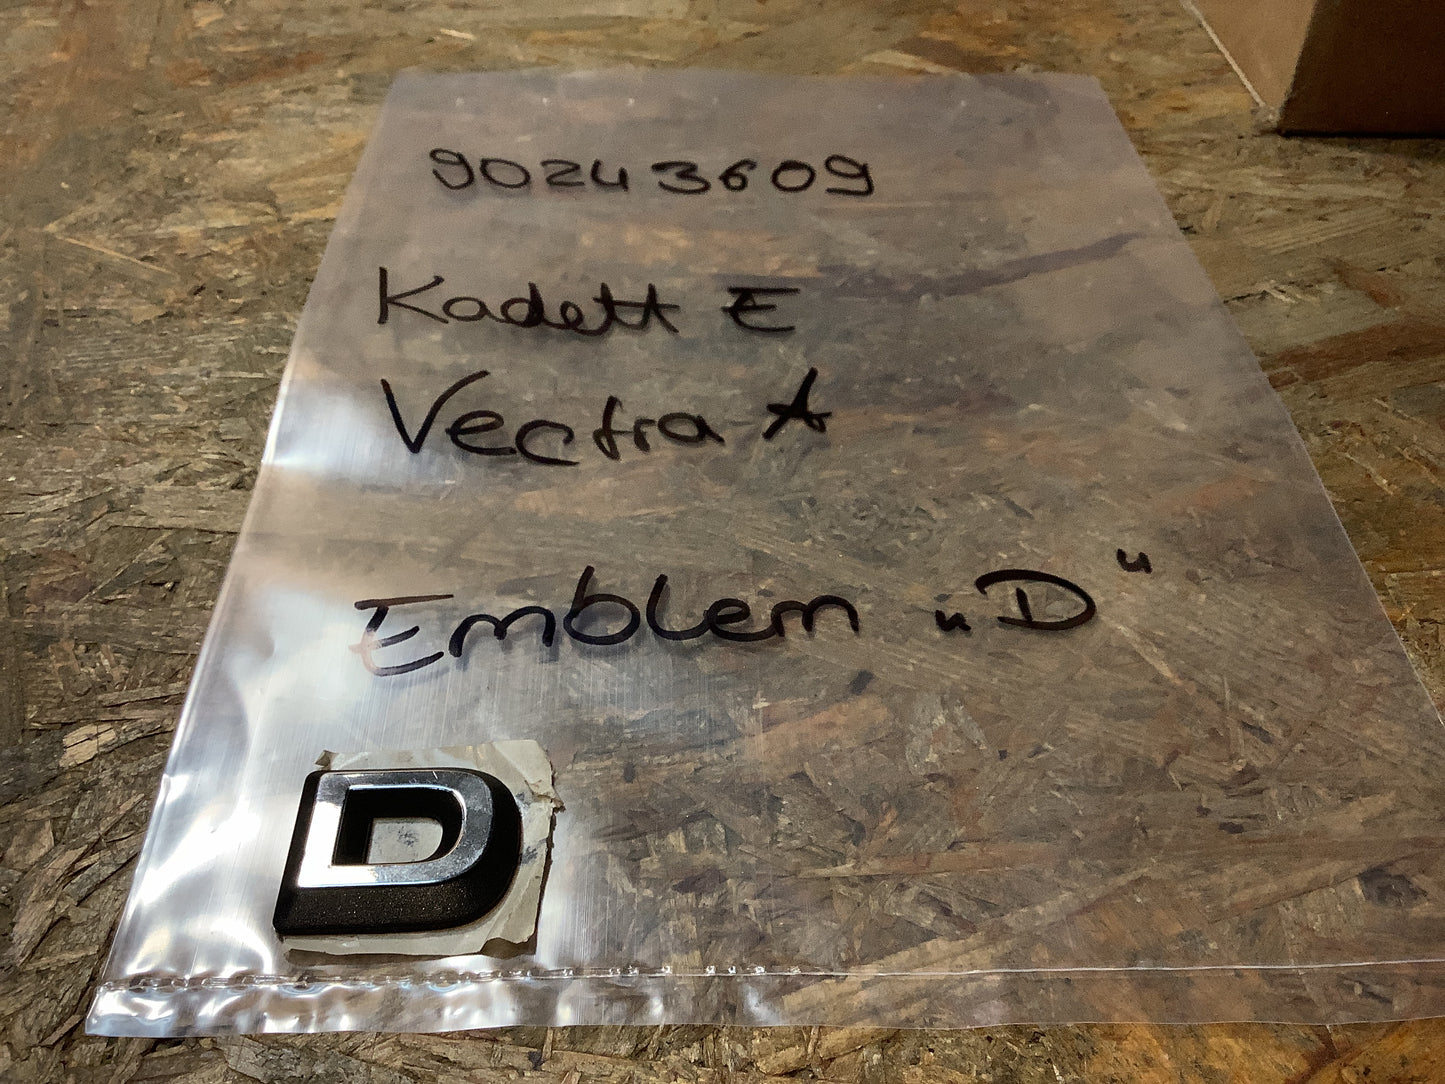 90243609
Kadett E
Vectra A
Emblem „D“
D